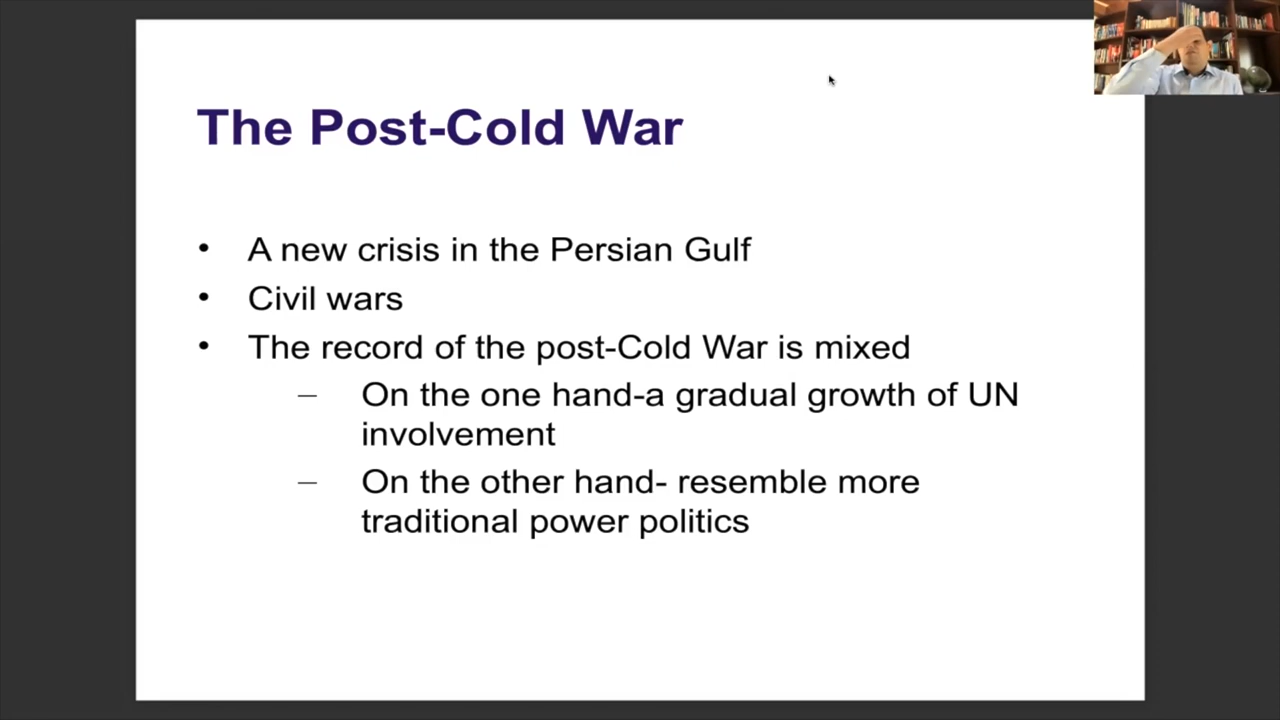 The Post-Cold War
• A new crisis in the Persian Gulf
• Civil wars
• The record of the post-Cold War is mixed
– On the one hand-a gradual growth of UN
involvement
– On the other hand- resemble more
traditional power politics